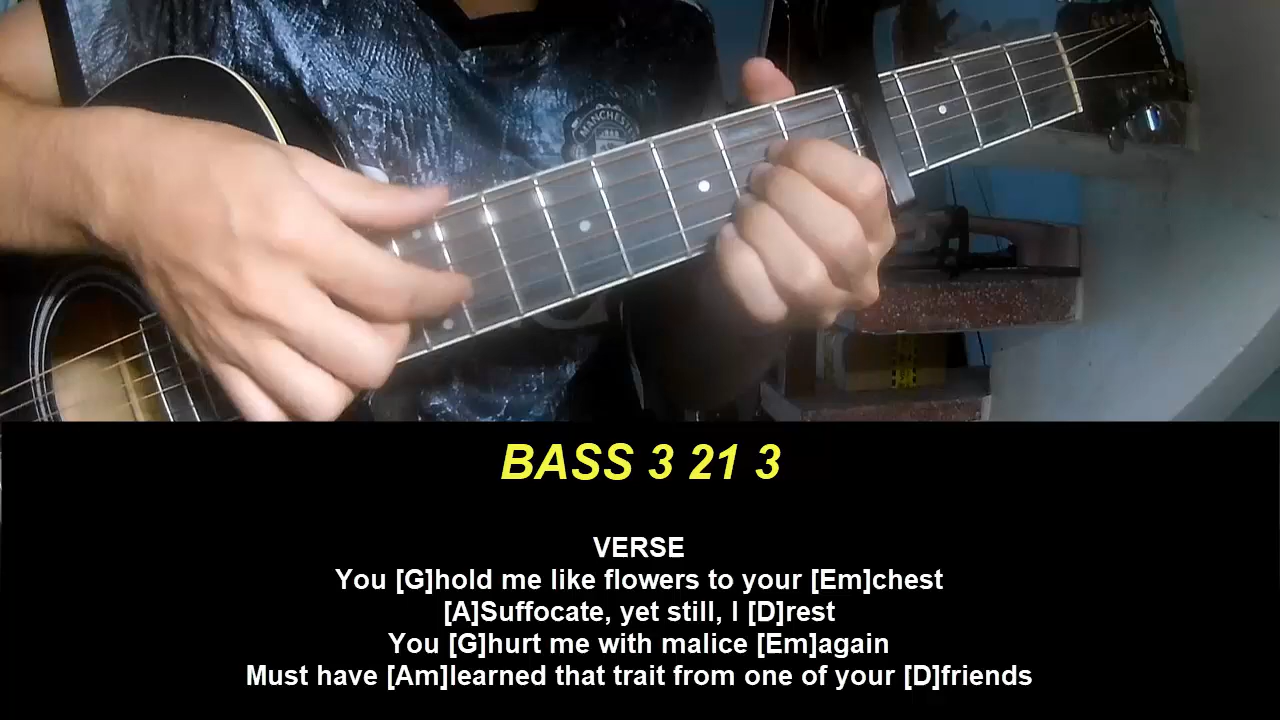 MANCHESTER
BASS 3 21 3
VERSE
You [G]hold me like flowers to your [Em]chest
[A]Suffocate, yet still, I [D]rest
You [G]hurt me with malice [Em]again
Must have [Am]learned that trait from one of your [D]friends